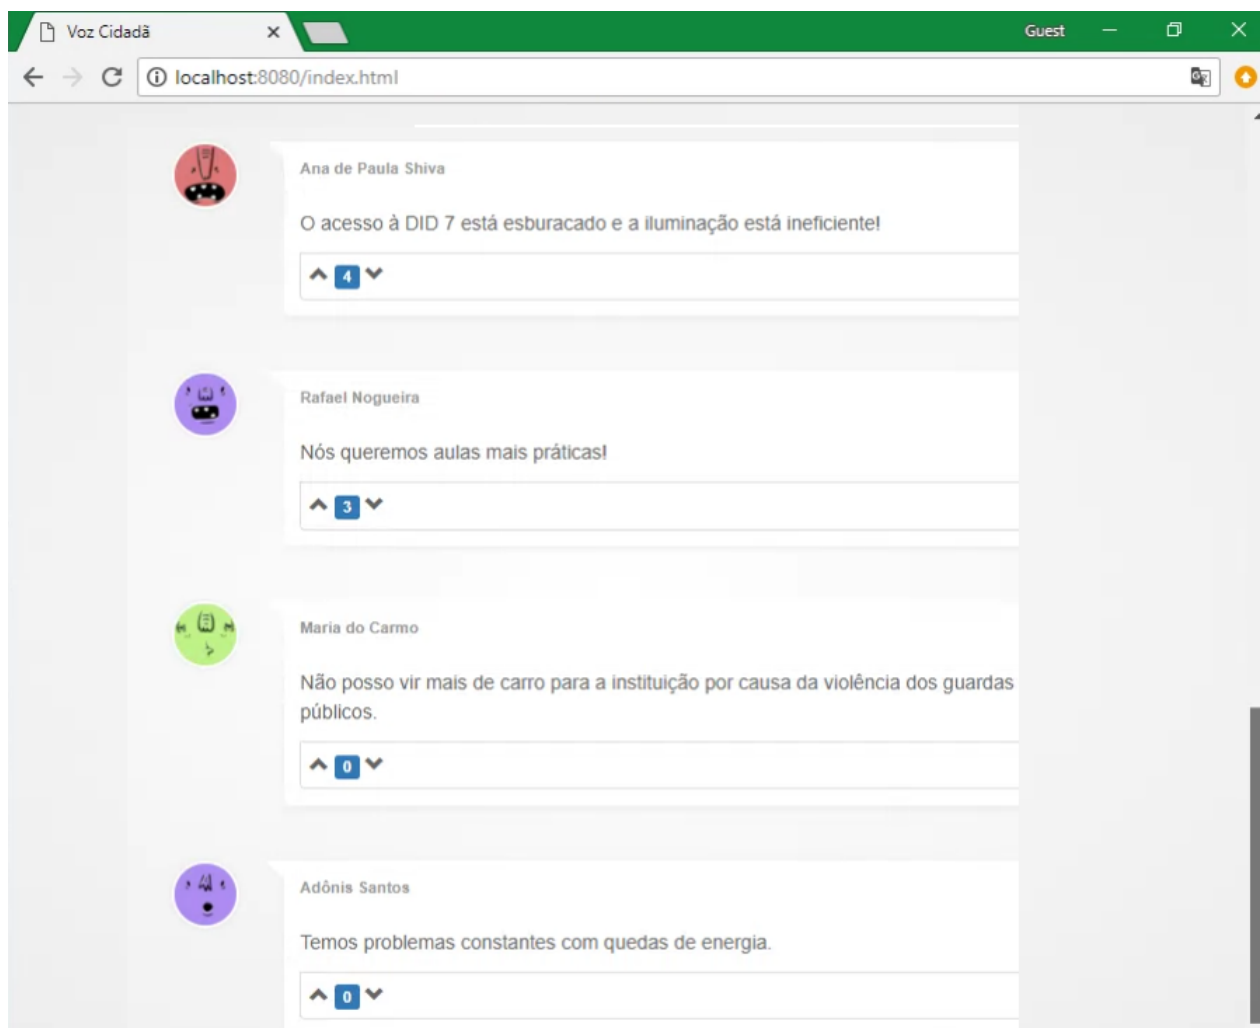 Voz Cidadã
Guest
localhost:8080/index.html
Ana de Paula Shiva
O acesso à DID 7 está esburacado e a iluminação está ineficiente!
4
Rafael Nogueira
Nós queremos aulas mais práticas!
3
Maria do Carmo
Não posso vir mais de carro para a instituição por causa da violência dos guardas
públicos.
0
Adônis Santos
Temos problemas constantes com quedas de energia.
0